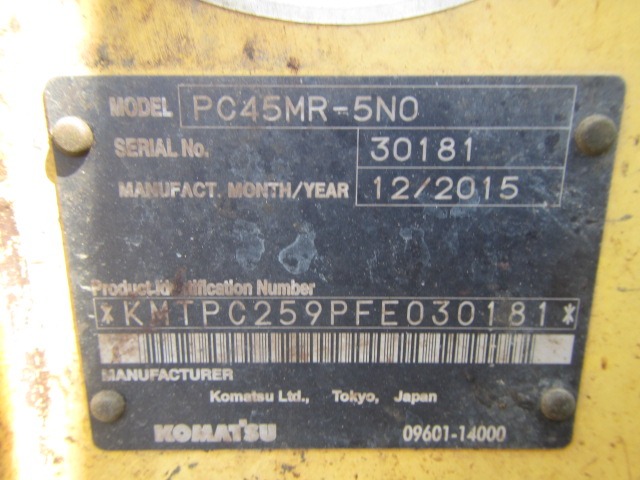 MODEL PC45MR-5N0
SERIAL No. 30181
MANUFACT. MONTH/YEAR 12/2015
Product Identification Number
*KMTPC259PFE030181*
MANUFACTURER
Komatsu Ltd., Tokyo, Japan
KOMATSU 09601-14000